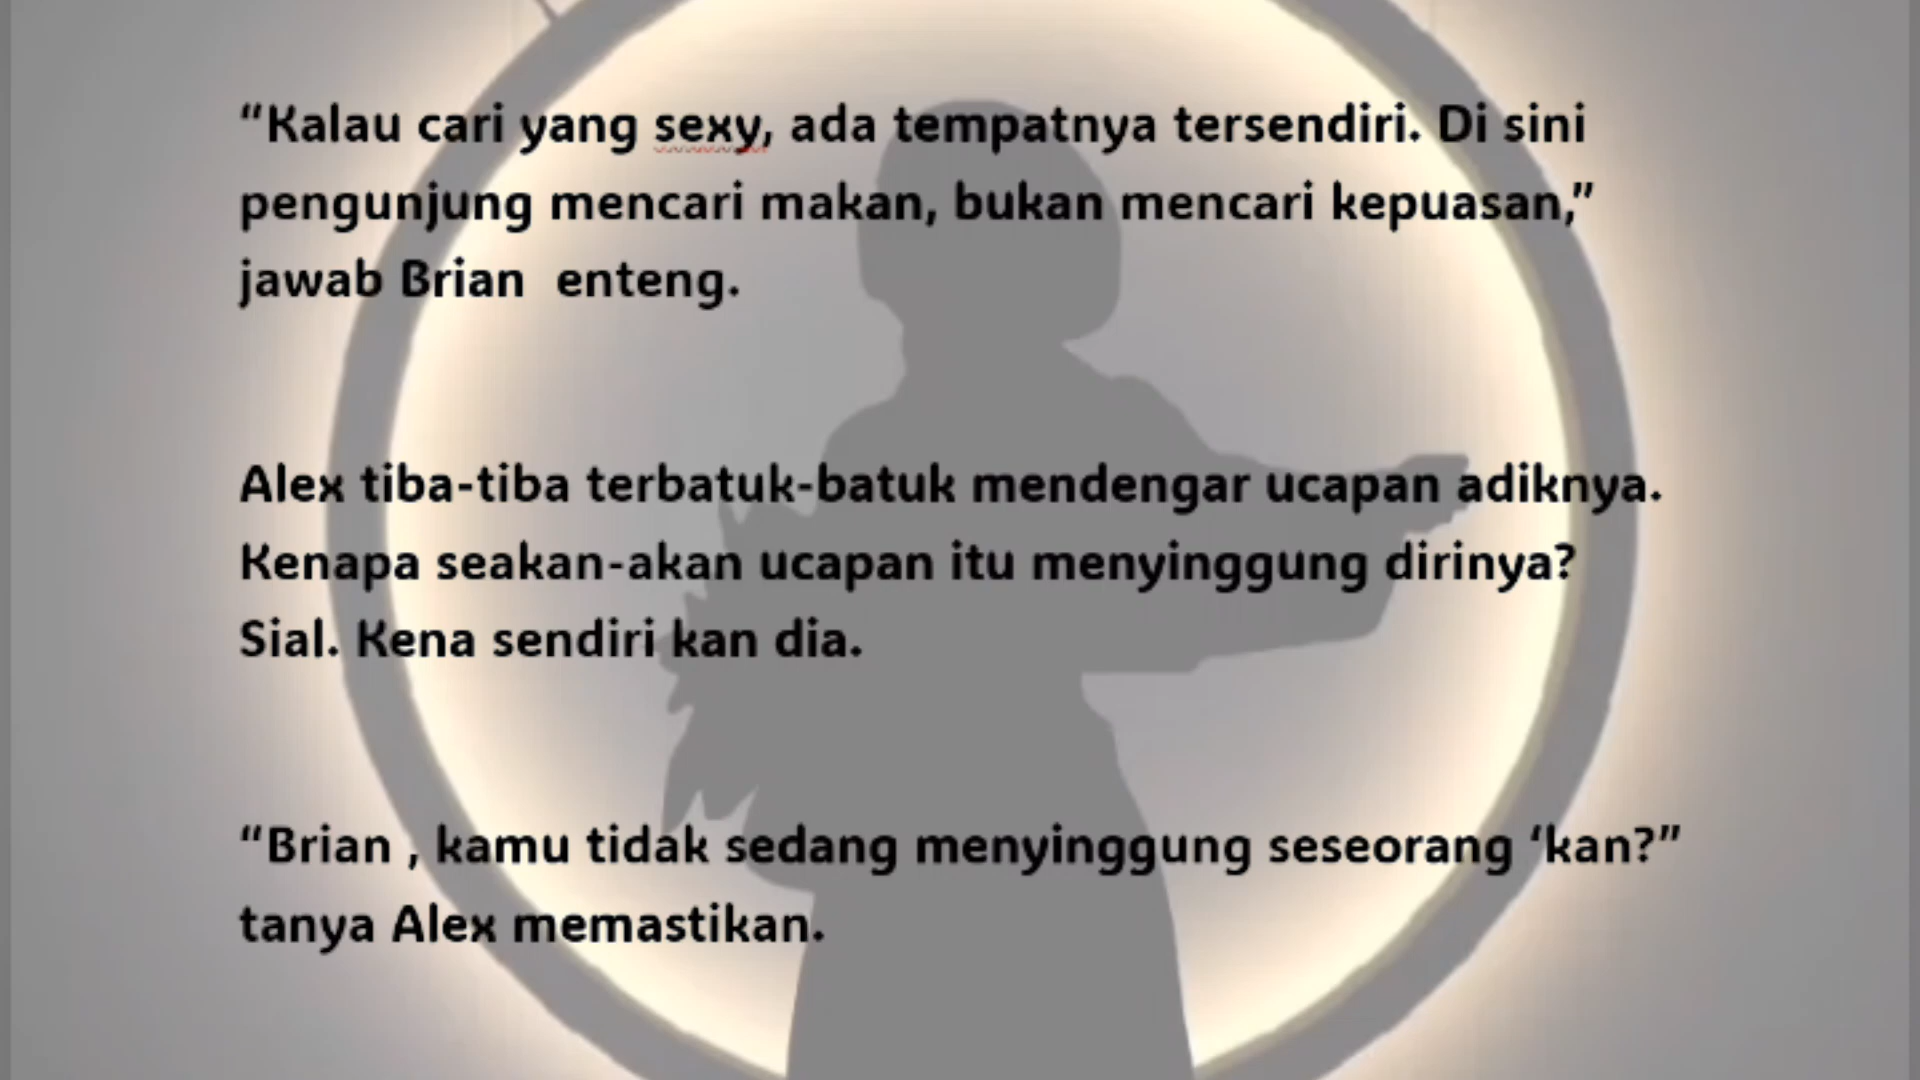 “Kalau cari yang sexy, ada tempatnya tersendiri. Di sini
pengunjung mencari makan, bukan mencari kepuasan,”
jawab Brian  enteng.
Alex tiba-tiba terbatuk-batuk mendengar ucapan adiknya.
Kenapa seakan-akan ucapan itu menyinggung dirinya?
Sial. Kena sendiri kan dia.
“Brian , kamu tidak sedang menyinggung seseorang ‘kan?”
tanya Alex memastikan.